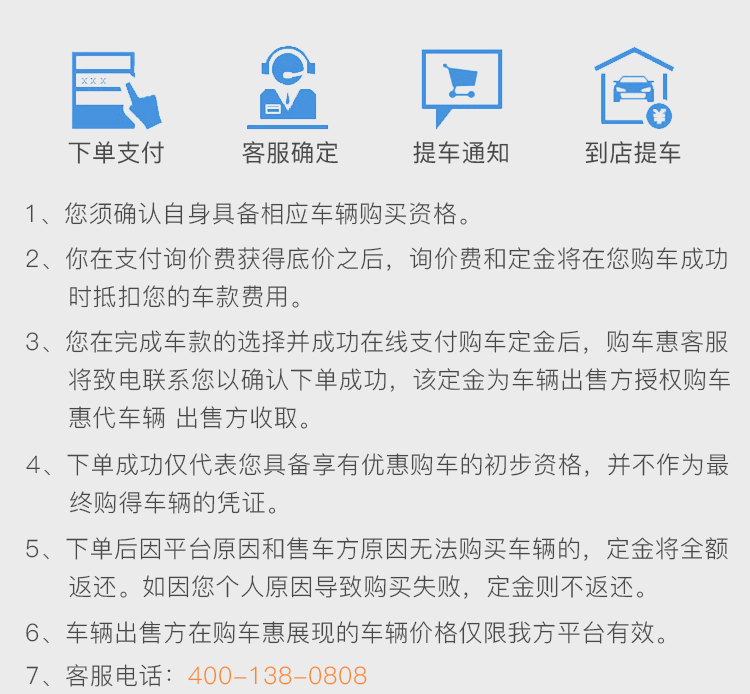 xxx
¥
下单支付 客服确定 提车通知 到店提车
1、您须确认自身具备相应车辆购买资格。
2、你在支付询价费获得底价之后，询价费和定金将在您购车成功
时抵扣您的车款费用。
3、您在完成车款的选择并成功在线支付购车定金后，购车惠客服
将致电联系您以确认下单成功，该定金为车辆出售方授权购车
惠代车辆 出售方收取。
4、下单成功仅代表您具备享有优惠购车的初步资格，并不作为最
终购得车辆的凭证。
5、下单后因平台原因和售车方原因无法购买车辆的，定金将全额
返还。如因您个人原因导致购买失败，定金则不返还。
6、车辆出售方在购车惠展现的车辆价格仅限我方平台有效。
7、客服电话：400-138-0808